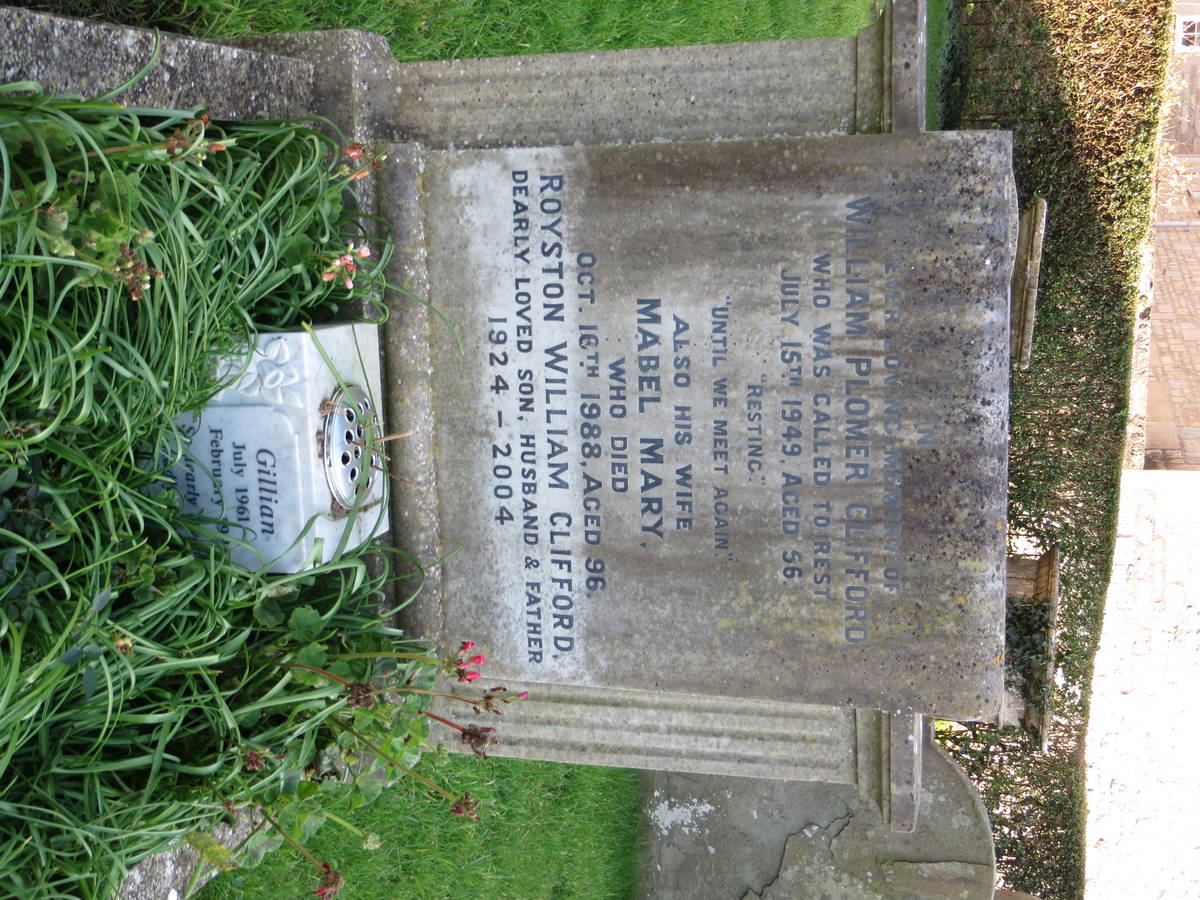 IN
EVER LOVING MEMORY OF
WILLIAM PLOMER CLIFFORD
WHO WAS CALLED TO REST
JULY 15TH 1949, AGED 56
"RESTING."
"UNTIL WE MEET AGAIN."
ALSO HIS WIFE
MABEL MARY,
WHO DIED
OCT. 16TH 1988, AGED 96
ROYSTON WILLIAM CLIFFORD,
DEARLY LOVED SON, HUSBAND & FATHER
1924 – 2004
Gillian
July 1961
February